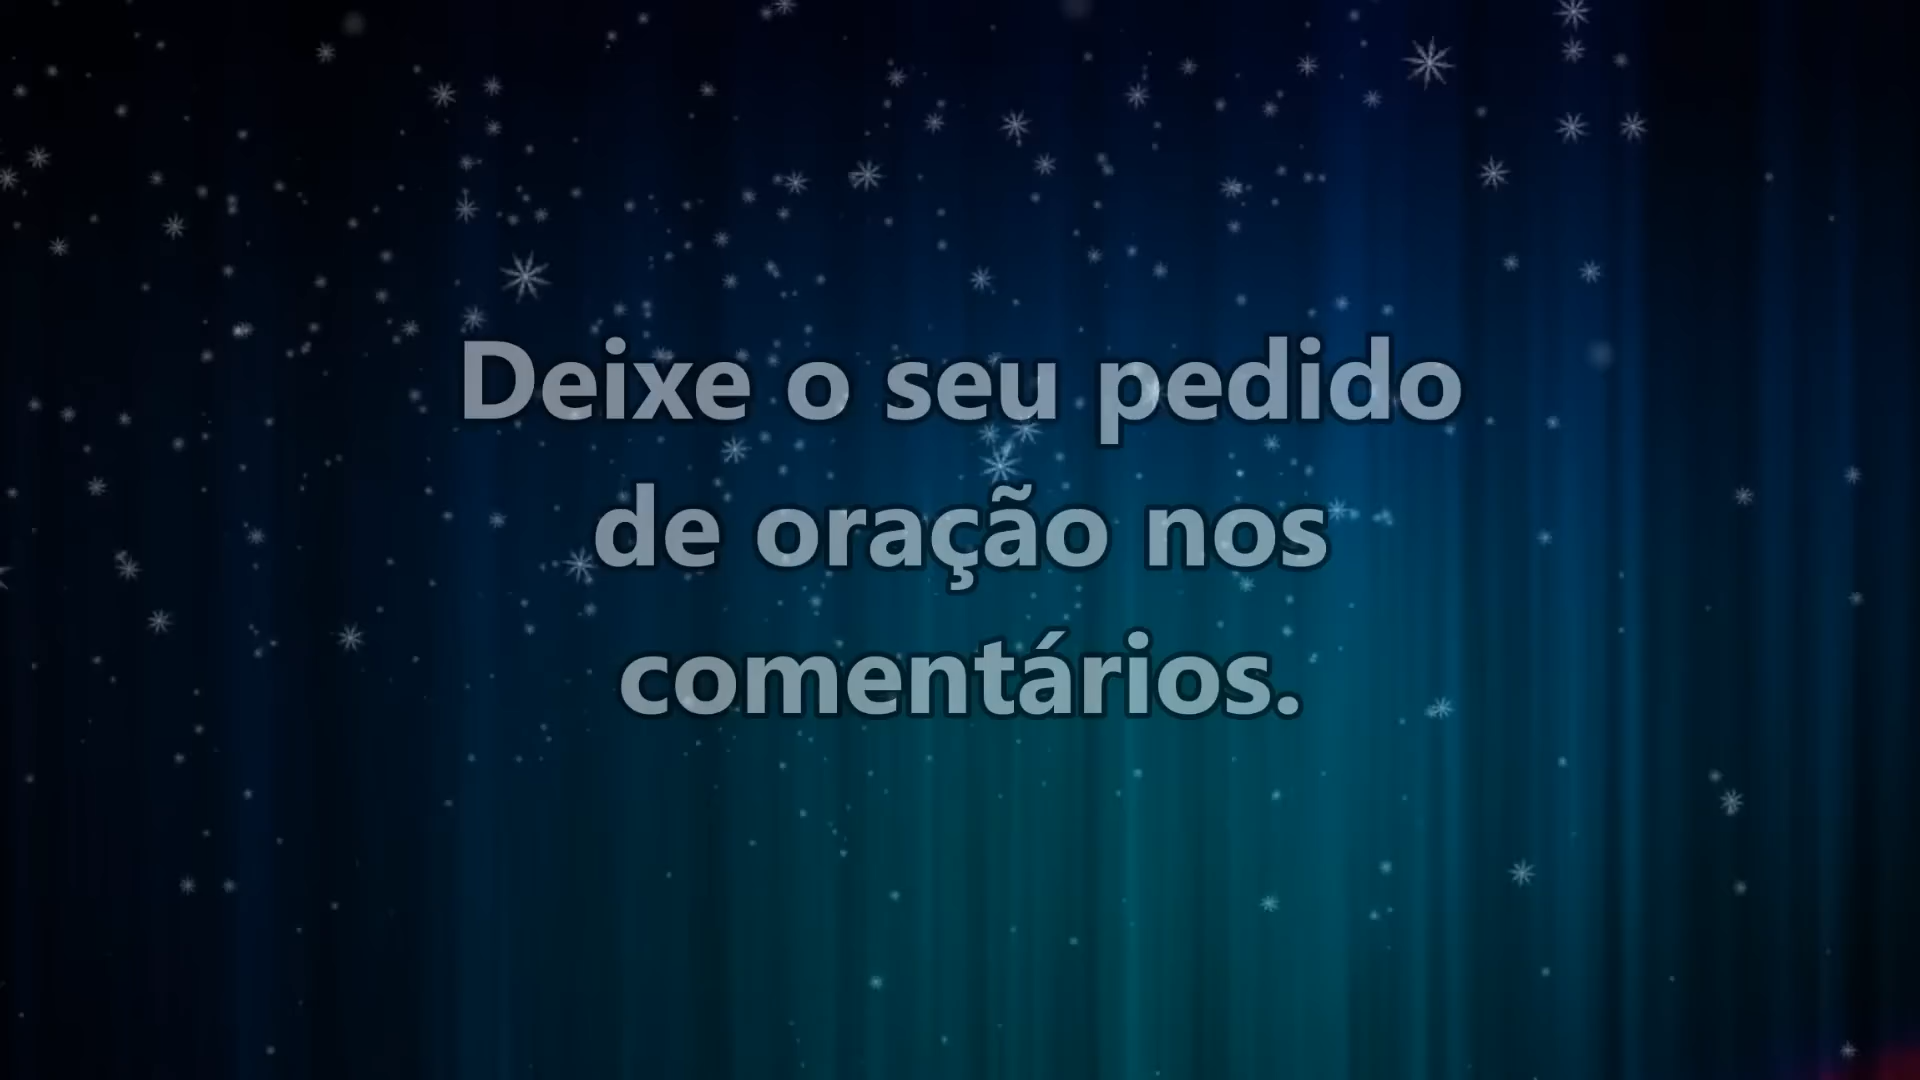 Deixe o seu pedido
de oração nos
comentários.